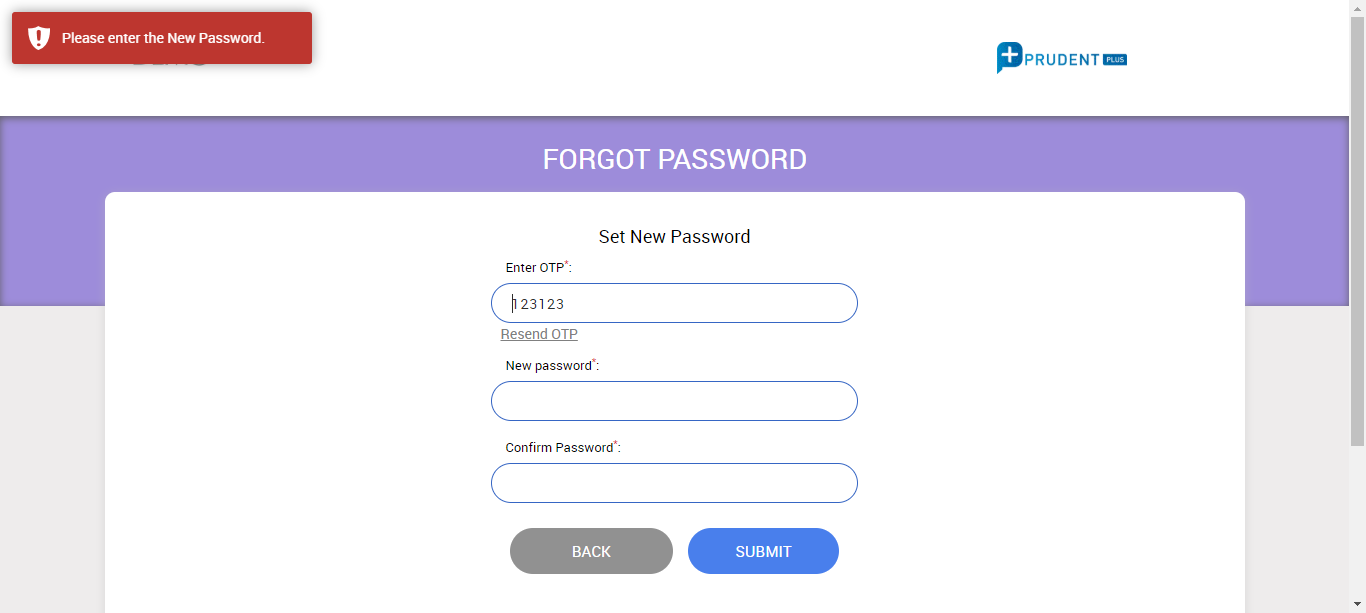 Please enter the New Password.
PRUDENT PLUS
FORGOT PASSWORD
Set New Password
Enter OTP*:
123123
Resend OTP
New password*:
Confirm Password*:
BACK
SUBMIT